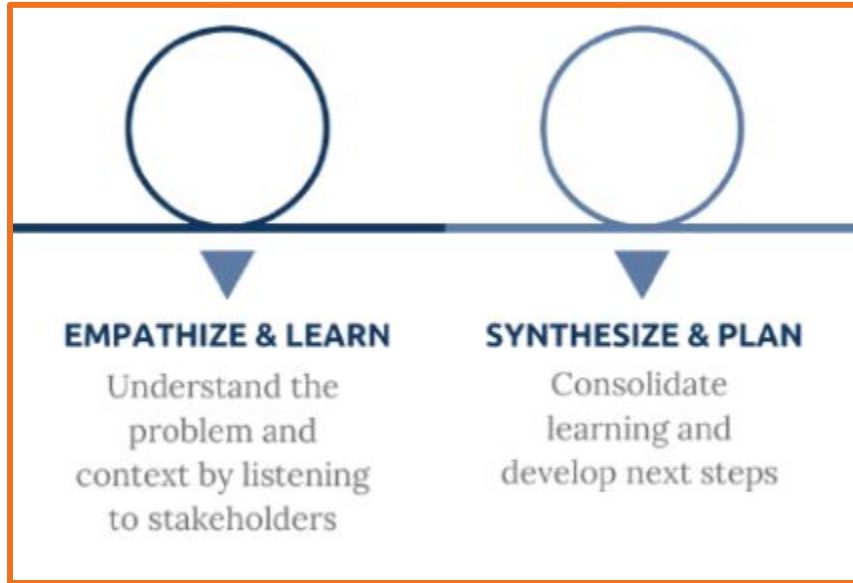 EMPATHIZE & LEARN
Understand the
problem and
context by listening
to stakeholders
SYNTHESIZE & PLAN
Consolidate
learning and
develop next steps